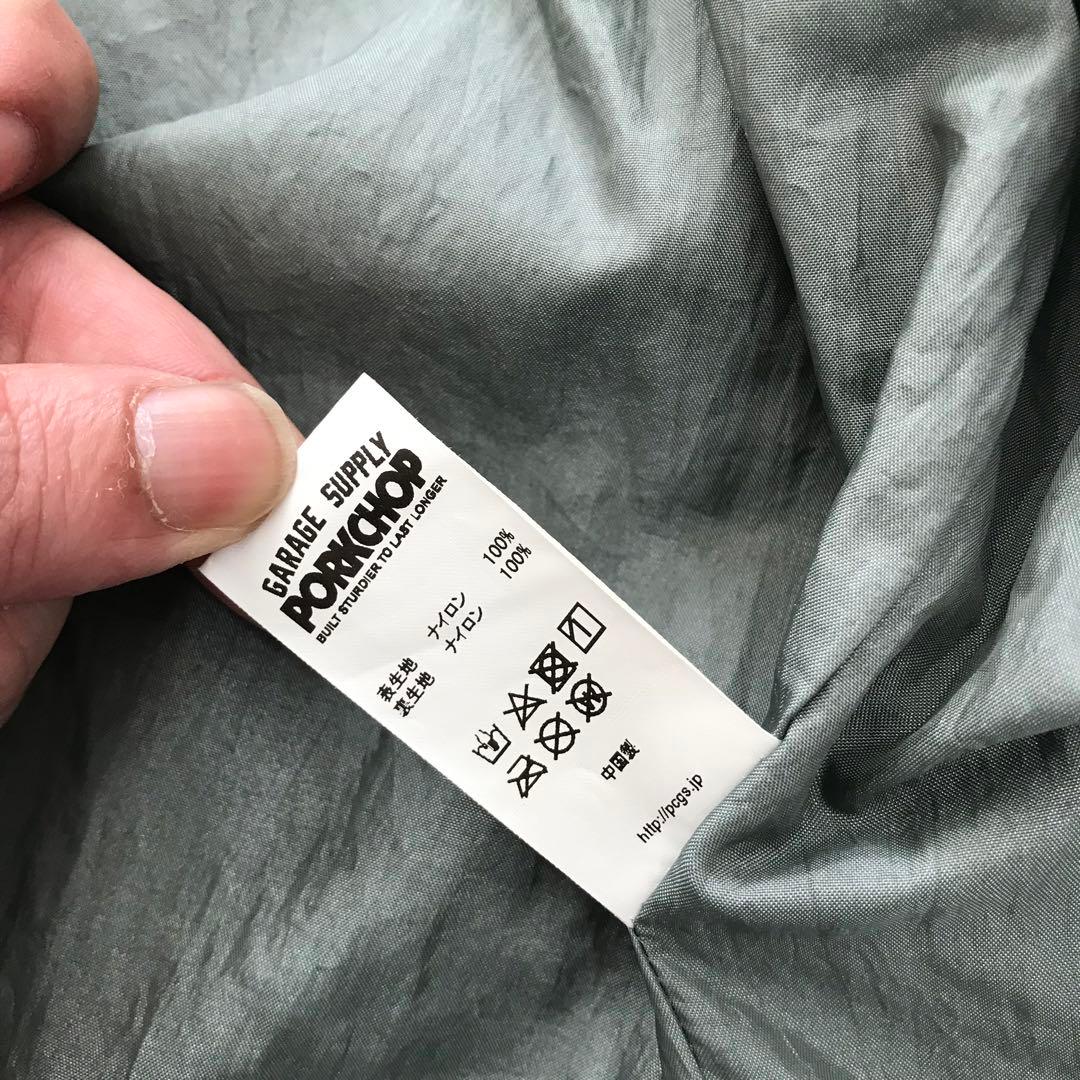 GARAGE SUPPLY
PORKCHOP
BUILT STURDIER TO LAST LONGER
表生地 ナイロン 100%
裏生地 ナイロン 100%
中国製
http://pcgs.jp